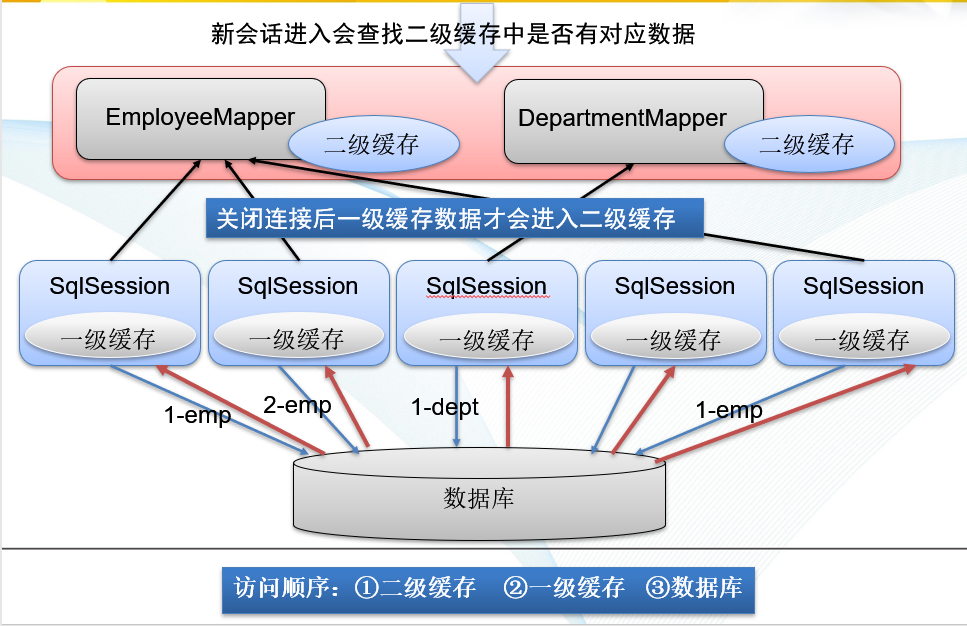 新会话进入会查找二级缓存中是否有对应数据
EmployeeMapper
二级缓存
DepartmentMapper
二级缓存
关闭连接后一级缓存数据才会进入二级缓存
SqlSession
一级缓存
SqlSession
一级缓存
SqlSession
一级缓存
SqlSession
一级缓存
SqlSession
一级缓存
1-emp
2-emp
1-dept
1-emp
数据库
访问顺序：①二级缓存 ②一级缓存 ③数据库